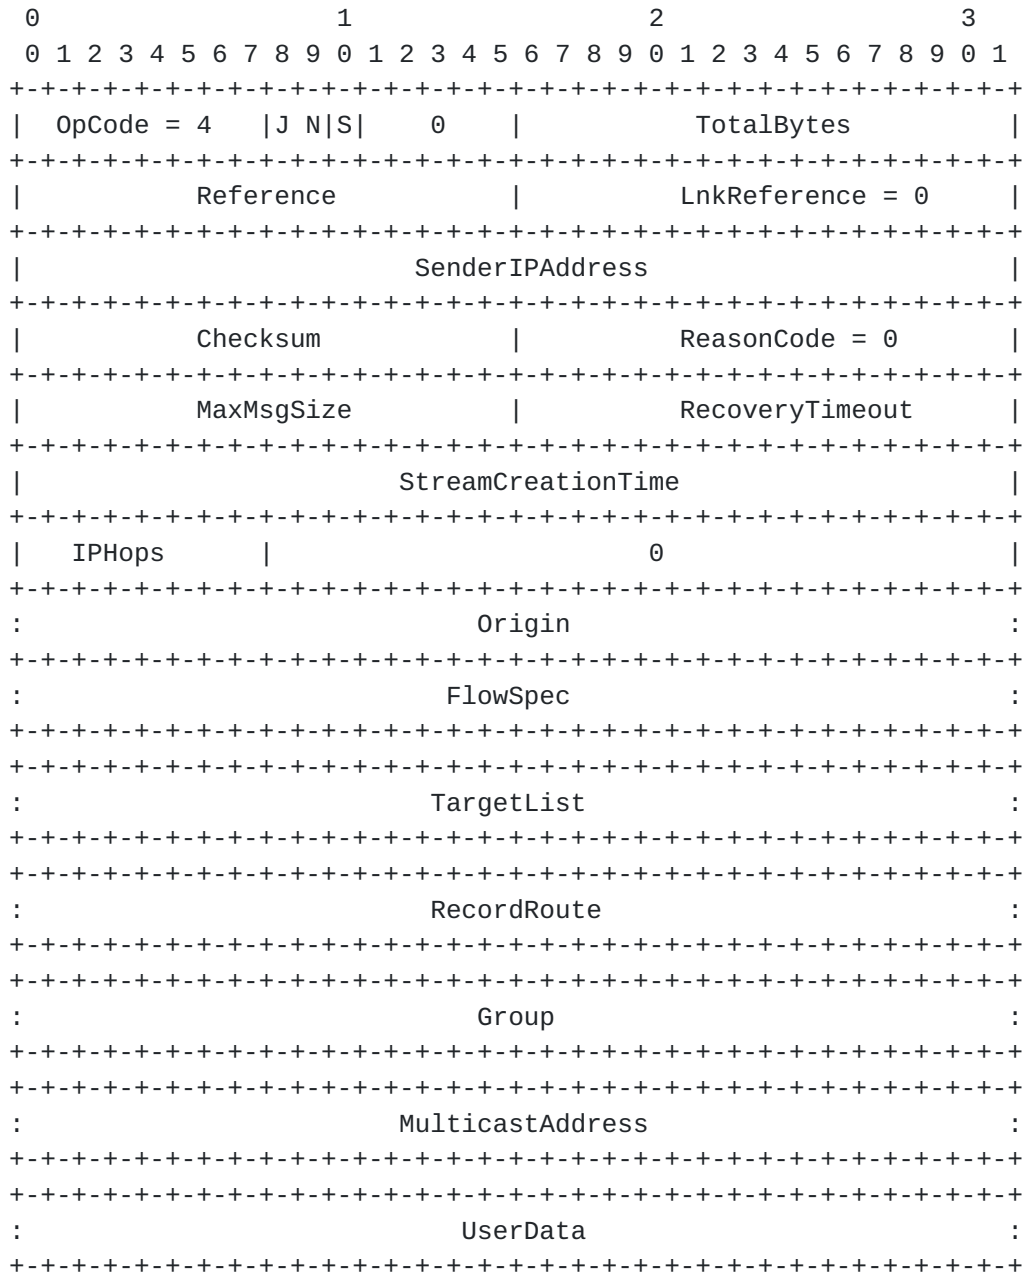 0                   1                   2                   3
 0 1 2 3 4 5 6 7 8 9 0 1 2 3 4 5 6 7 8 9 0 1 2 3 4 5 6 7 8 9 0 1
+-+-+-+-+-+-+-+-+-+-+-+-+-+-+-+-+-+-+-+-+-+-+-+-+-+-+-+-+-+-+-+-+
|  OpCode = 4   |J N|S|    0    |           TotalBytes          |
+-+-+-+-+-+-+-+-+-+-+-+-+-+-+-+-+-+-+-+-+-+-+-+-+-+-+-+-+-+-+-+-+
|           Reference           |          LnkReference = 0     |
+-+-+-+-+-+-+-+-+-+-+-+-+-+-+-+-+-+-+-+-+-+-+-+-+-+-+-+-+-+-+-+-+
|                         SenderIPAddress                       |
+-+-+-+-+-+-+-+-+-+-+-+-+-+-+-+-+-+-+-+-+-+-+-+-+-+-+-+-+-+-+-+-+
|           Checksum            |          ReasonCode = 0       |
+-+-+-+-+-+-+-+-+-+-+-+-+-+-+-+-+-+-+-+-+-+-+-+-+-+-+-+-+-+-+-+-+
|           MaxMsgSize          |          RecoveryTimeout      |
+-+-+-+-+-+-+-+-+-+-+-+-+-+-+-+-+-+-+-+-+-+-+-+-+-+-+-+-+-+-+-+-+
|                        StreamCreationTime                     |
+-+-+-+-+-+-+-+-+-+-+-+-+-+-+-+-+-+-+-+-+-+-+-+-+-+-+-+-+-+-+-+-+
|   IPHops      |                        0                      |
+-+-+-+-+-+-+-+-+-+-+-+-+-+-+-+-+-+-+-+-+-+-+-+-+-+-+-+-+-+-+-+-+
:                             Origin                            :
+-+-+-+-+-+-+-+-+-+-+-+-+-+-+-+-+-+-+-+-+-+-+-+-+-+-+-+-+-+-+-+-+
:                           FlowSpec                            :
+-+-+-+-+-+-+-+-+-+-+-+-+-+-+-+-+-+-+-+-+-+-+-+-+-+-+-+-+-+-+-+-+
+-+-+-+-+-+-+-+-+-+-+-+-+-+-+-+-+-+-+-+-+-+-+-+-+-+-+-+-+-+-+-+-+
:                          TargetList                           :
+-+-+-+-+-+-+-+-+-+-+-+-+-+-+-+-+-+-+-+-+-+-+-+-+-+-+-+-+-+-+-+-+
+-+-+-+-+-+-+-+-+-+-+-+-+-+-+-+-+-+-+-+-+-+-+-+-+-+-+-+-+-+-+-+-+
:                          RecordRoute                          :
+-+-+-+-+-+-+-+-+-+-+-+-+-+-+-+-+-+-+-+-+-+-+-+-+-+-+-+-+-+-+-+-+
+-+-+-+-+-+-+-+-+-+-+-+-+-+-+-+-+-+-+-+-+-+-+-+-+-+-+-+-+-+-+-+-+
:                             Group                             :
+-+-+-+-+-+-+-+-+-+-+-+-+-+-+-+-+-+-+-+-+-+-+-+-+-+-+-+-+-+-+-+-+
+-+-+-+-+-+-+-+-+-+-+-+-+-+-+-+-+-+-+-+-+-+-+-+-+-+-+-+-+-+-+-+-+
:                        MulticastAddress                       :
+-+-+-+-+-+-+-+-+-+-+-+-+-+-+-+-+-+-+-+-+-+-+-+-+-+-+-+-+-+-+-+-+
+-+-+-+-+-+-+-+-+-+-+-+-+-+-+-+-+-+-+-+-+-+-+-+-+-+-+-+-+-+-+-+-+
:                            UserData                           :
+-+-+-+-+-+-+-+-+-+-+-+-+-+-+-+-+-+-+-+-+-+-+-+-+-+-+-+-+-+-+-+-+